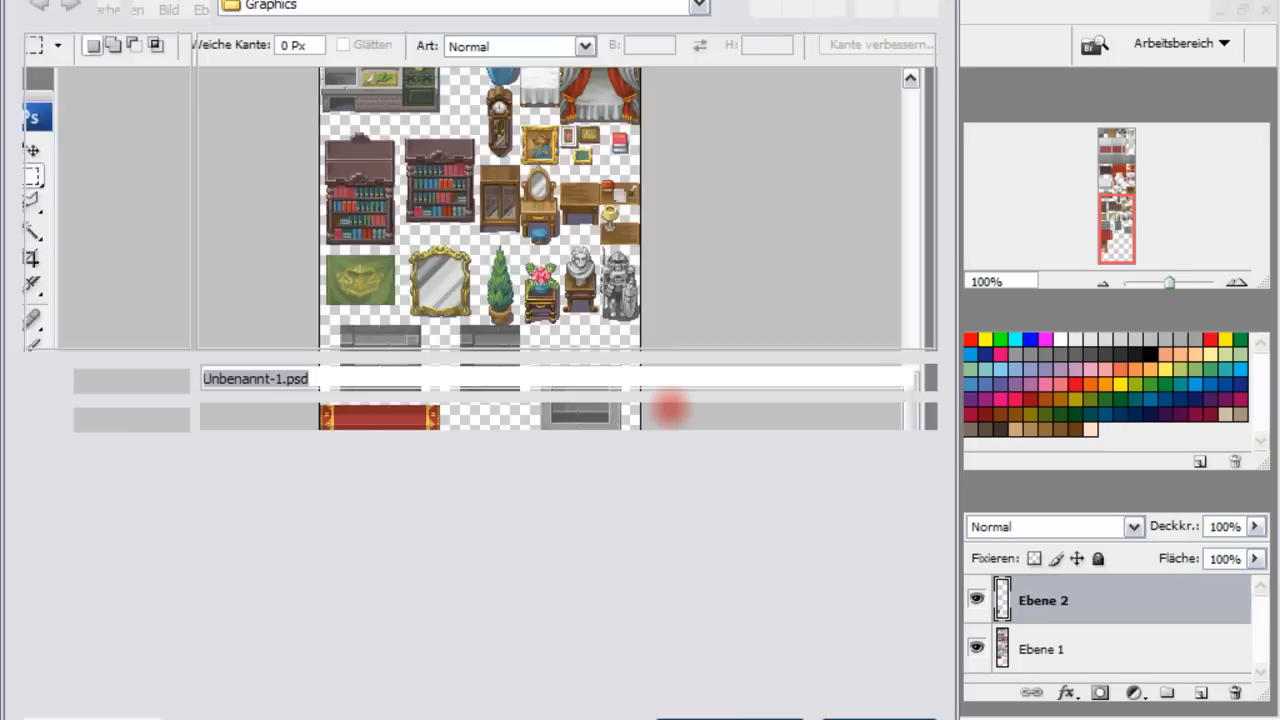 Graphics
Bild
Weiche Kante: 0 Px
Glätten
Art: Normal
B:
H:
Kante verbessern...
Arbeitsbereich
Ps
100%
Unbenannt-1.psd
Normal
Deckkr.: 100%
Fixieren:
Fläche: 100%
Ebene 2
Ebene 1
fx